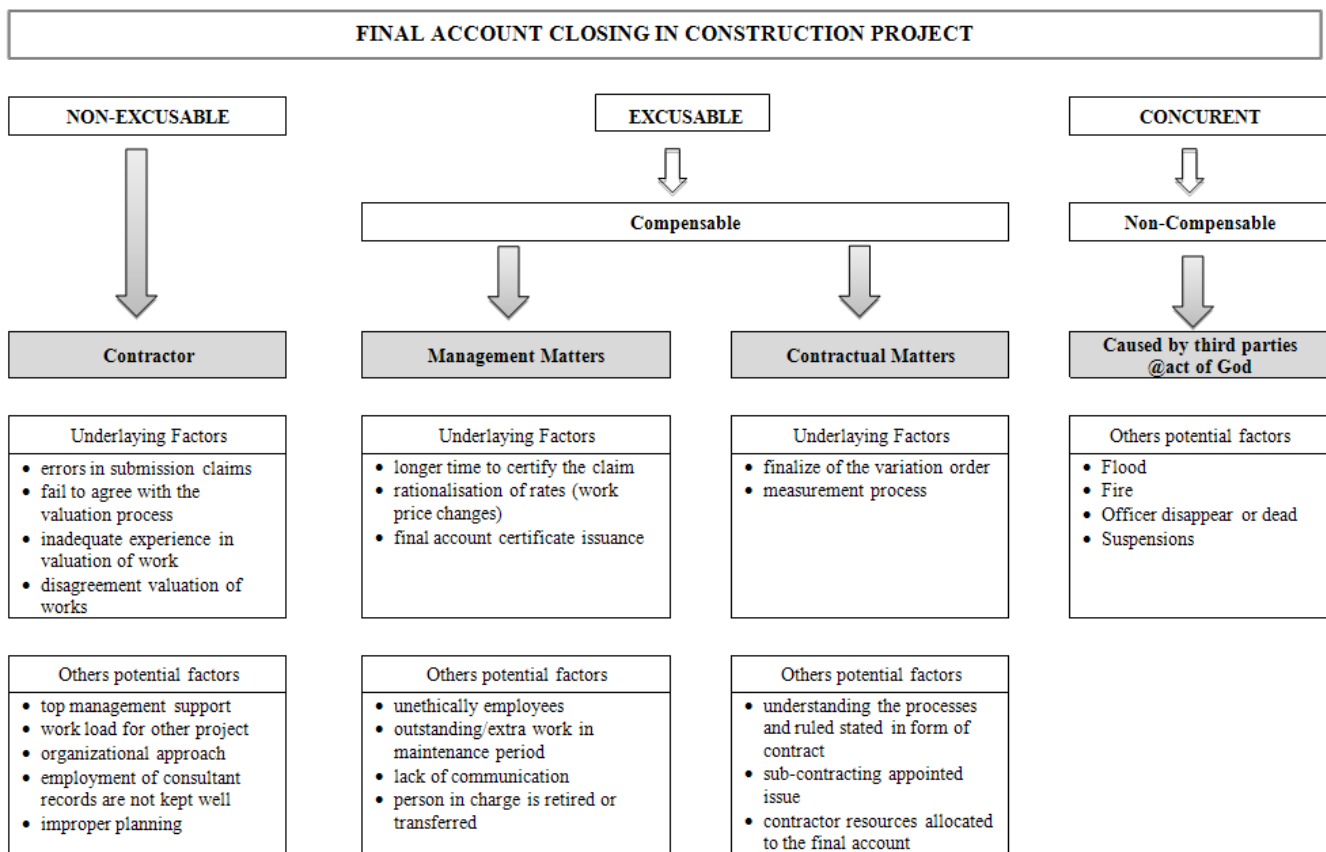 FINAL ACCOUNT CLOSING IN CONSTRUCTION PROJECT
NON-EXCUSABLE
EXCUSABLE
CONCURENT
Compensable
Non-Compensable
Contractor
Management Matters
Contractual Matters
Caused by third parties
@act of God
Underlaying Factors
• errors in submission claims
• fail to agree with the
valuation process
• inadequate experience in
valuation of work
• disagreement valuation of
works
Underlaying Factors
• longer time to certify the claim
• rationalisation of rates (work
price changes)
• final account certificate issuance
Underlaying Factors
• finalize of the variation order
• measurement process
Others potential factors
• Flood
• Fire
• Officer disappear or dead
• Suspensions
Others potential factors
• top management support
• work load for other project
• organizational approach
• employment of consultant
records are not kept well
• improper planning
Others potential factors
• unethically employees
• outstanding/extra work in
maintenance period
• lack of communication
• person in charge is retired or
transferred
Others potential factors
• understanding the processes
and ruled stated in form of
contract
• sub-contracting appointed
issue
• contractor resources allocated
to the final account